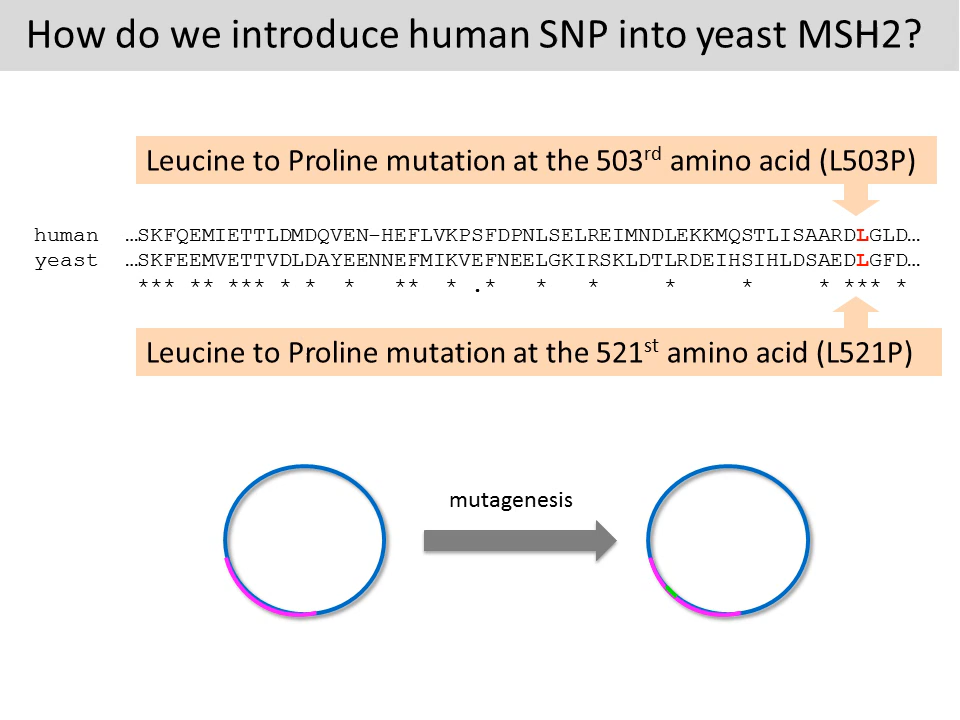 How do we introduce human SNP into yeast MSH2?
Leucine to Proline mutation at the 503rd amino acid (L503P)
human …SKFQEMIETTLDMDQVEN-HEFLVKPSFDPNLSELREIMNDLEKKMQSTLISAARDLGLD…
yeast …SKFEEMVETTVDLDAYEENNEFMIKVEFNEELGKIRSKLDTLRDEIHSIHLDSAEDLGFD…
*** ** *** * * * ** * .* * * * * * *** *
Leucine to Proline mutation at the 521st amino acid (L521P)
mutagenesis